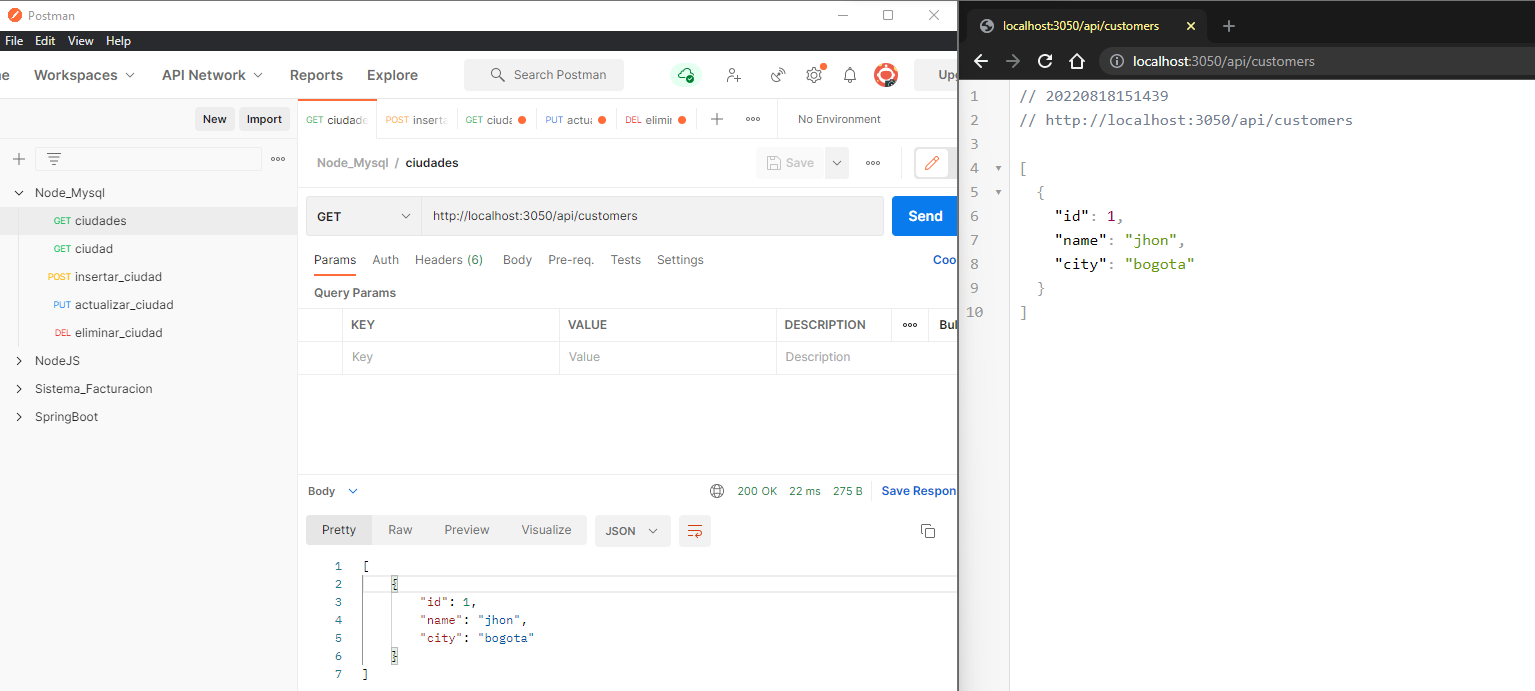 Postman
File Edit View Help
e Workspaces API Network Reports Explore Search Postman Upg
New Import
GET ciudade POST inserta GET ciuda PUT actua DEL elimin No Environment
Node_Mysql / ciudades Save
Node_Mysql
GET ciudades
GET ciudad
POST insertar_ciudad
PUT actualizar_ciudad
DEL eliminar_ciudad
NodeJS
Sistema_Facturacion
SpringBoot
GET http://localhost:3050/api/customers Send
Params Auth Headers (6) Body Pre-req. Tests Settings Coo
Query Params
KEY VALUE DESCRIPTION Bul
Key Value Description
Body 200 OK 22 ms 275 B Save Respon
Pretty Raw Preview Visualize JSON
1 [
2 {
3 "id": 1,
4 "name": "jhon",
5 "city": "bogota"
6 }
7 ]
localhost:3050/api/customers
localhost:3050/api/customers
1 // 20220818151439
2 // http://localhost:3050/api/customers
3
4 [
5 {
6 "id": 1,
7 "name": "jhon",
8 "city": "bogota"
9 }
10 ]